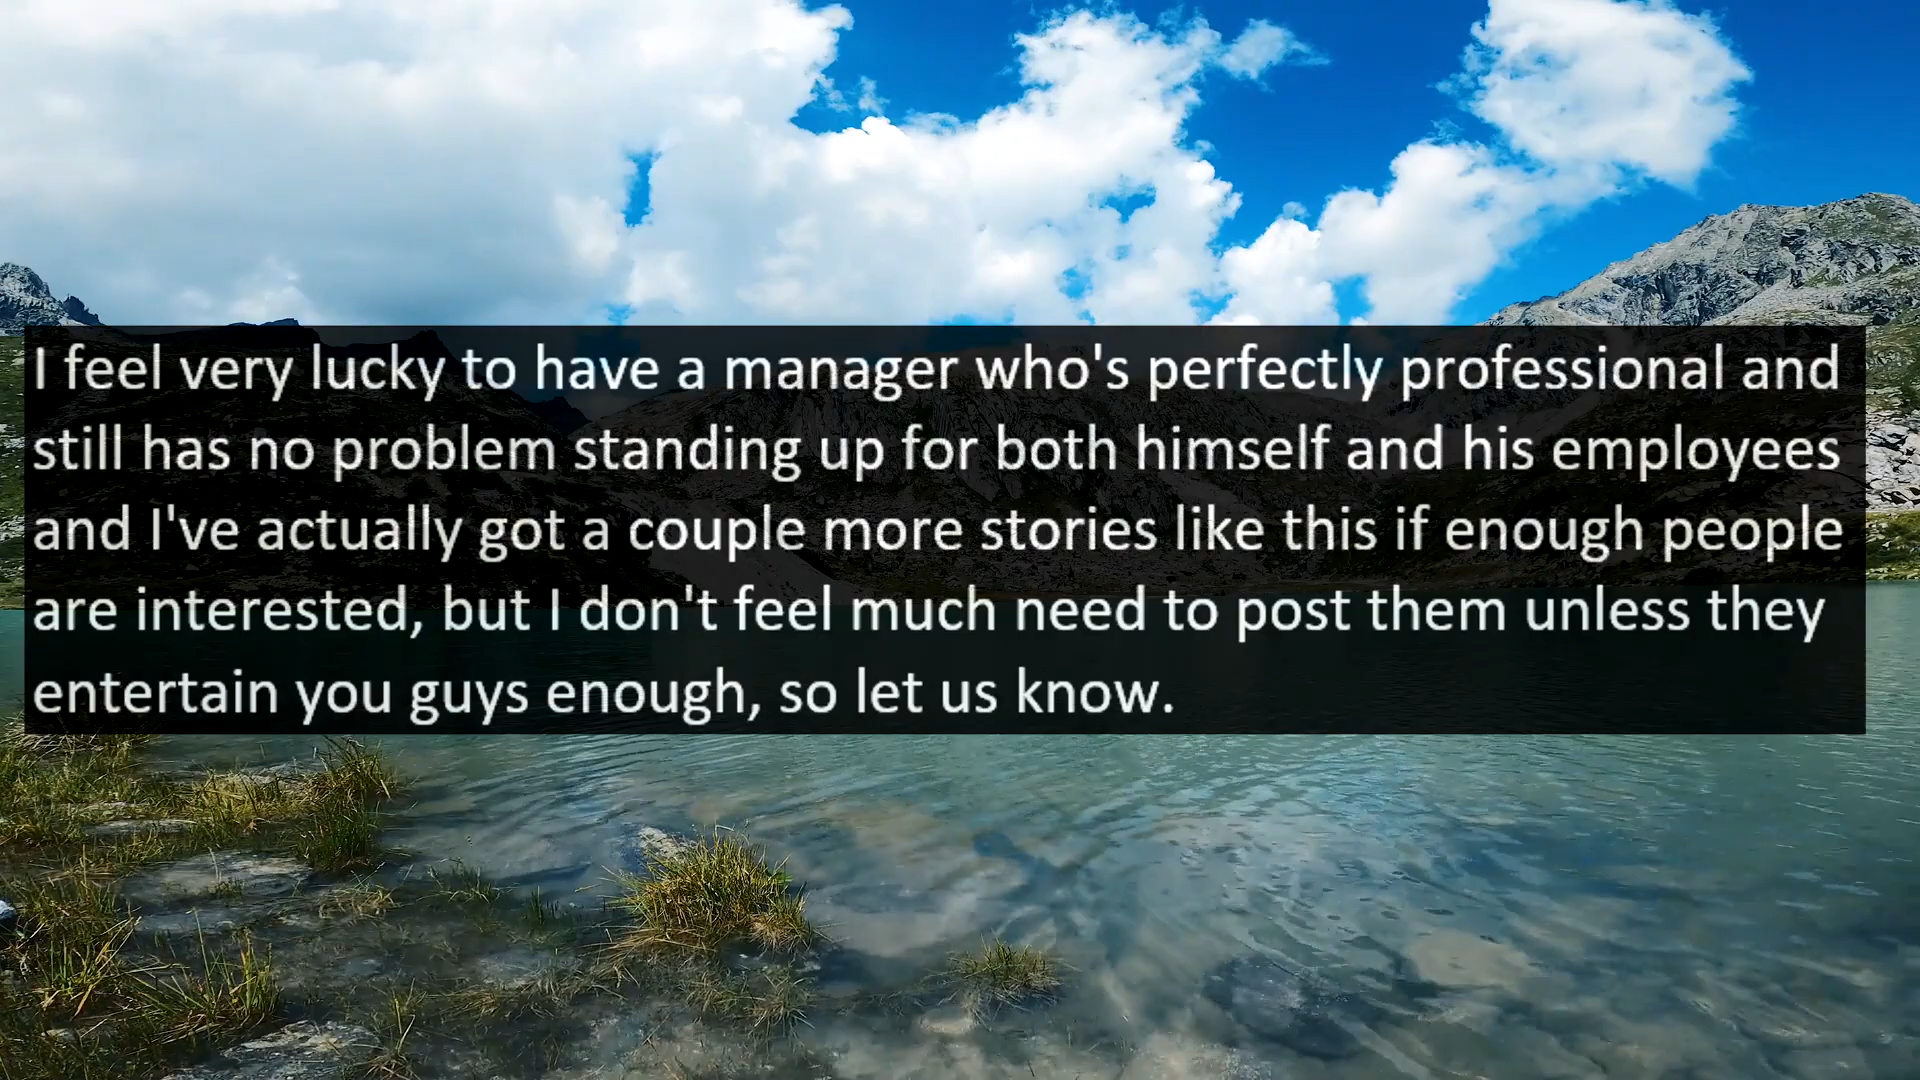 I feel very lucky to have a manager who's perfectly professional and
still has no problem standing up for both himself and his employees
and I've actually got a couple more stories like this if enough people
are interested, but I don't feel much need to post them unless they
entertain you guys enough, so let us know.